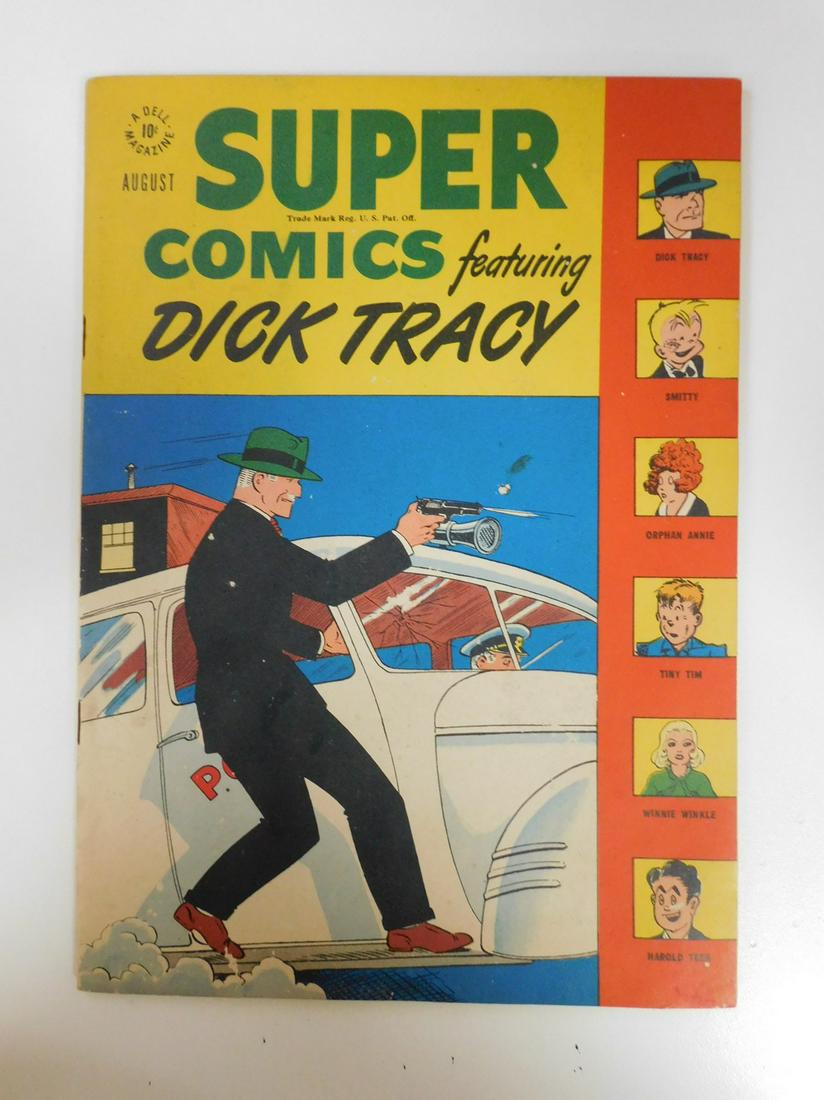 · A DELL ·
10¢
MAGAZINE
AUGUST
SUPER
Trade Mark Reg. U. S. Pat. Off.
COMICS featuring
DICK TRACY
DICK TRACY
SMITTY
ORPHAN ANNIE
TINY TIM
WINNIE WINKLE
HAROLD TEEN
P